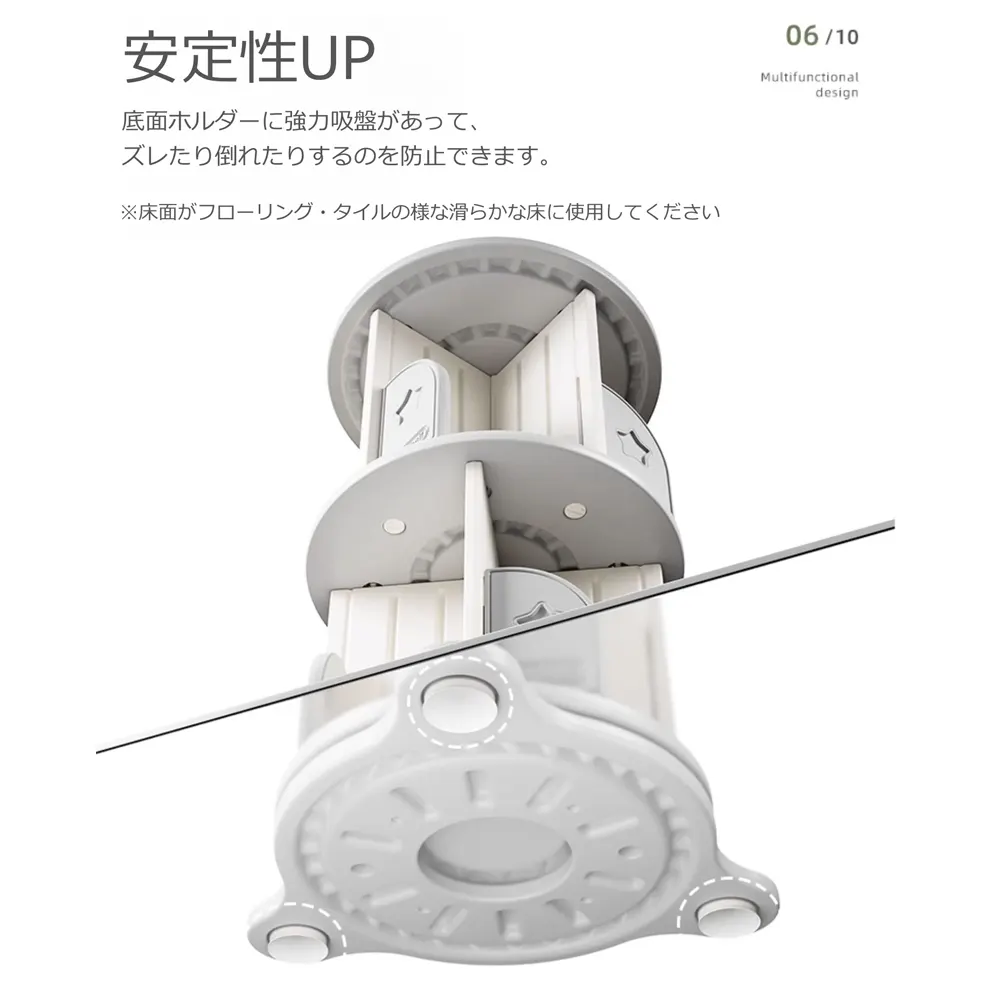 安定性UP
06 / 10
Multifunctional
design
底面ホルダーに強力吸盤があって、
ズレたり倒れたりするのを防止できます。
※床面がフローリング・タイルの様な滑らかな床に使用してください